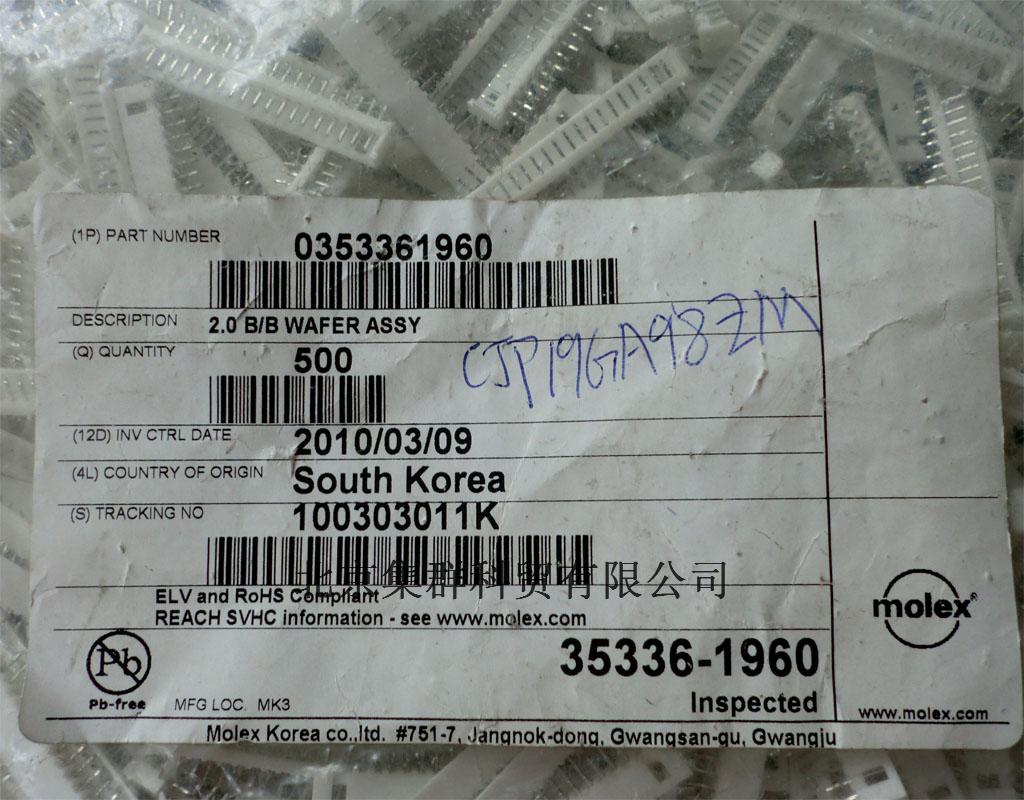 (1P) PART NUMBER 0353361960
DESCRIPTION 2.0 B/B WAFER ASSY
(Q) QUANTITY 500
CJP19GA98ZM
(12D) INV CTRL DATE 2010/03/09
(4L) COUNTRY OF ORIGIN South Korea
(S) TRACKING NO 100303011K
北京集群科贸有限公司
ELV and RoHS Compliant
REACH SVHC information - see www.molex.com
molex®
35336-1960
Pb
Pb-free MFG LOC. MK3
Inspected
www.molex.com
Molex Korea co.,ltd. #751-7, Jangnok-dong, Gwangsan-gu, Gwangju